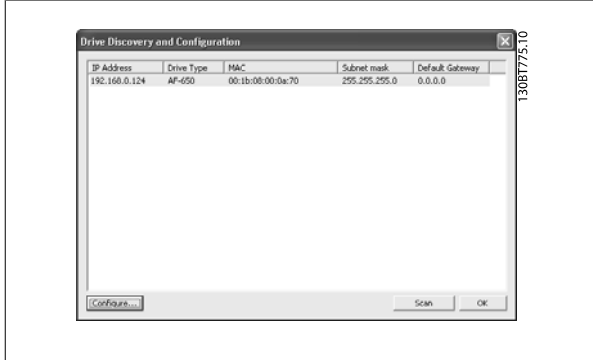 Drive Discovery and Configuration
IP Address Drive Type MAC Subnet mask Default Gateway
192.168.0.124 AF-650 00:1b:08:00:0a:70 255.255.255.0 0.0.0.0
Configure... Scan OK
130BT775.10